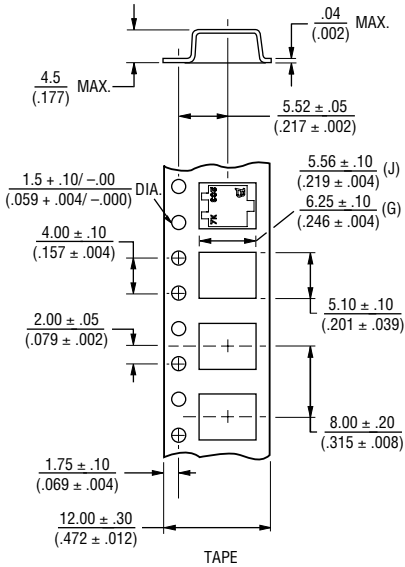 .04 MAX.
(.002)
4.5 MAX.
(.177)
5.52 ± .05
(.217 ± .002)
5.56 ± .10 (J)
(.219 ± .004)
1.5 + .10/ –.00 DIA.
(.059 + .004/ –.000)
6.25 ± .10 (G)
(.246 ± .004)
7K
4.00 ± .10
(.157 ± .004)
5.10 ± .10
(.201 ± .039)
2.00 ± .05
(.079 ± .002)
8.00 ± .20
(.315 ± .008)
1.75 ± .10
(.069 ± .004)
12.00 ± .30
(.472 ± .012)
TAPE